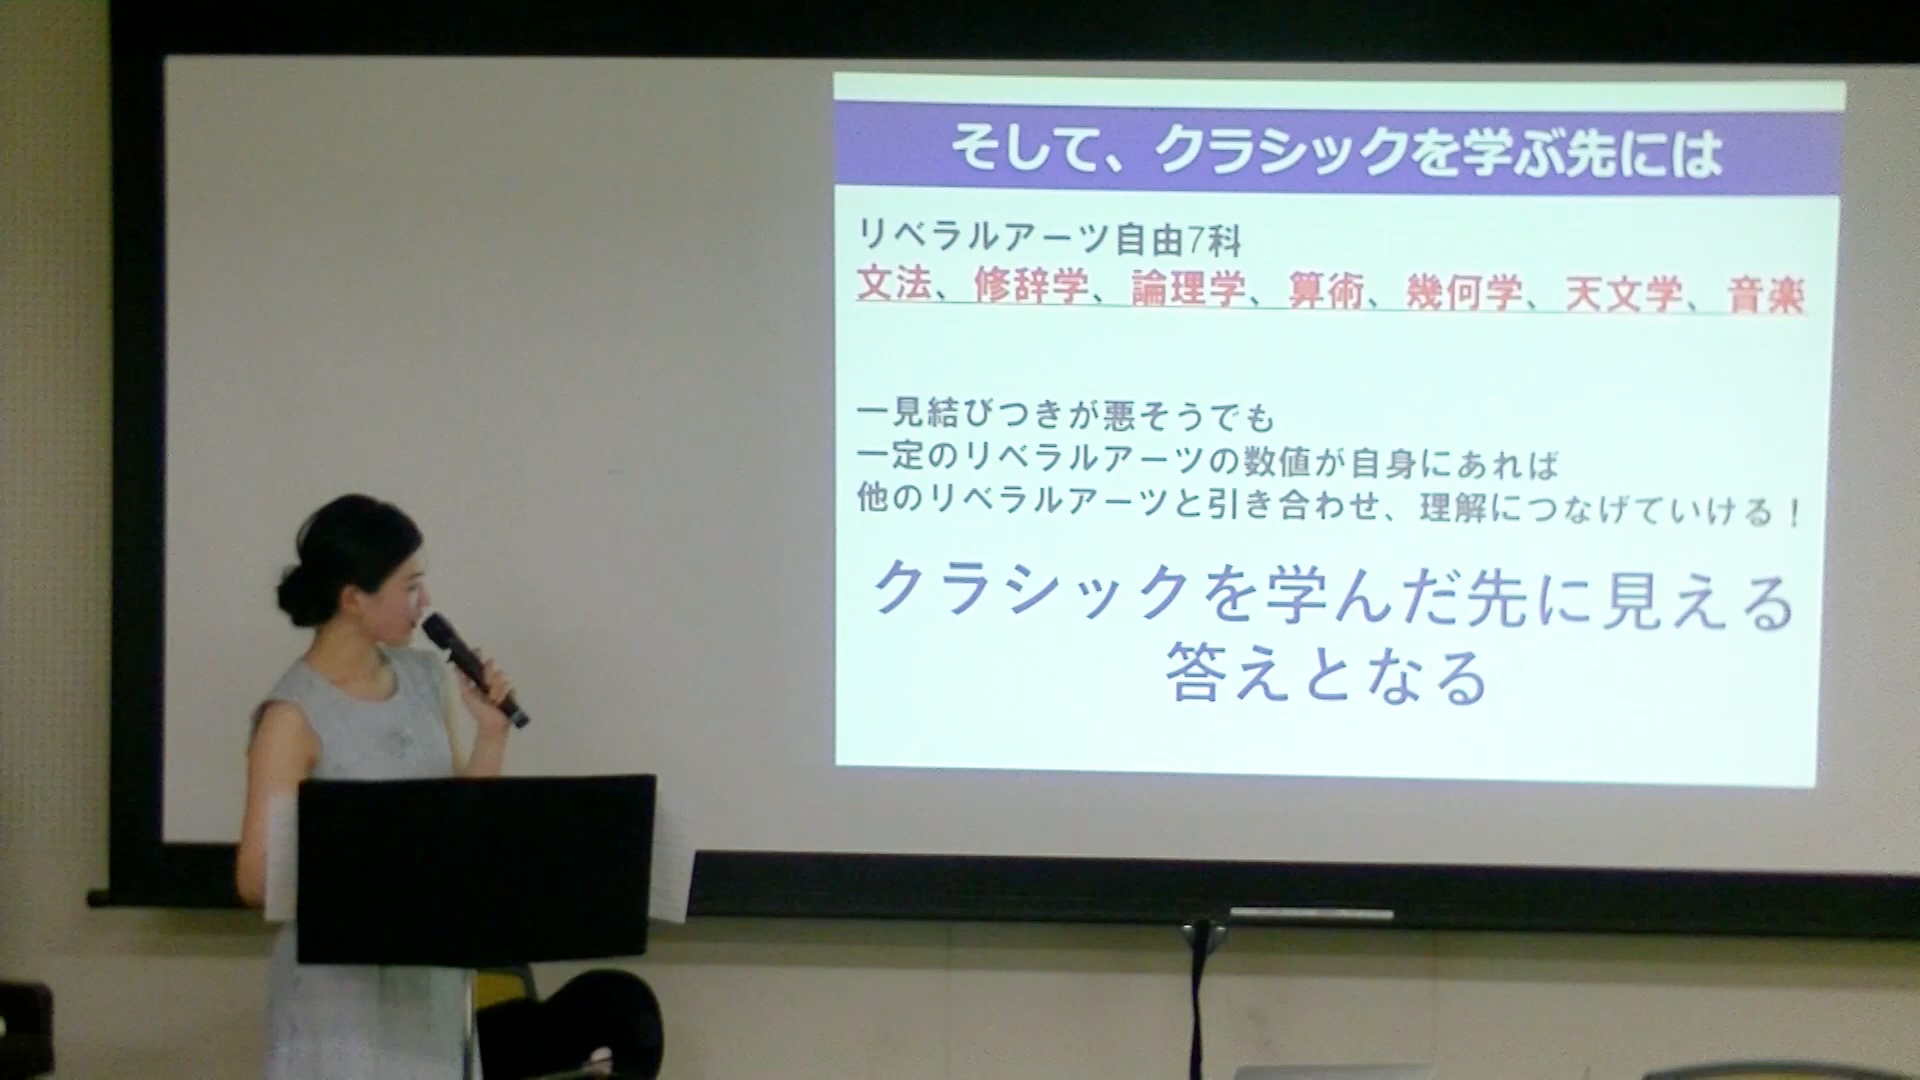 そして、クラシックを学ぶ先には
リベラルアーツ自由7科
文法、修辞学、論理学、算術、幾何学、天文学、音楽
一見結びつきが悪そうでも
一定のリベラルアーツの数値が自身にあれば
他のリベラルアーツと引き合わせ、理解につなげていける！
クラシックを学んだ先に見える
答えとなる